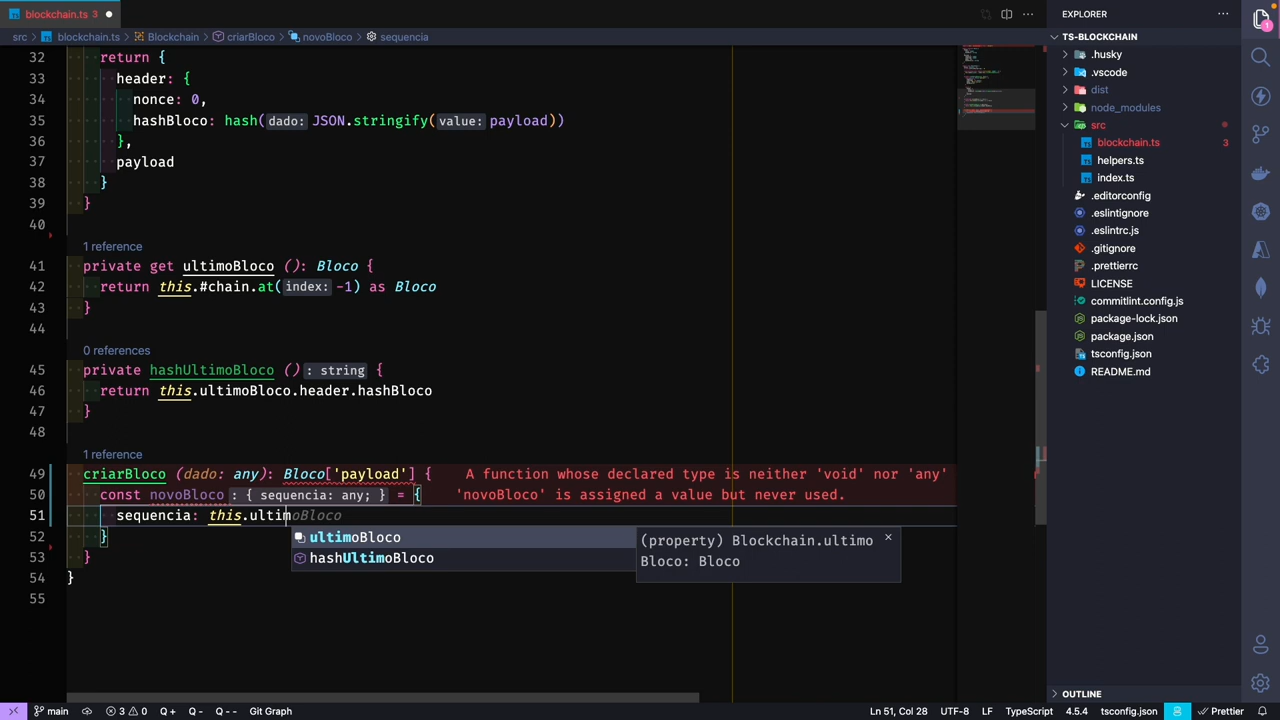 blockchain.ts 3
src > blockchain.ts > Blockchain > criarBloco > novoBloco > sequencia
32 return {
33 header: {
34 nonce: 0,
35 hashBloco: hash(dado: JSON.stringify(value: payload))
36 },
37 payload
38 }
39 }
40
1 reference
41 private get ultimoBloco (): Bloco {
42 return this.#chain.at(index: -1) as Bloco
43 }
44
0 references
45 private hashUltimoBloco (): string {
46 return this.ultimoBloco.header.hashBloco
47 }
48
1 reference
49 criarBloco (dado: any): Bloco['payload'] { A function whose declared type is neither 'void' nor 'any'
50 const novoBloco: { sequencia: any; } = { 'novoBloco' is assigned a value but never used.
51 sequencia: this.ultimoBloco
52 }
53 }
54 }
55
ultimoBloco
hashUltimoBloco
(property) Blockchain.ultimo
Bloco: Bloco
EXPLORER
TS-BLOCKCHAIN
.husky
.vscode
dist
node_modules
src
blockchain.ts 3
helpers.ts
index.ts
.editorconfig
.eslintignore
.eslintrc.js
.gitignore
.prettierrc
LICENSE
commitlint.config.js
package-lock.json
package.json
tsconfig.json
README.md
OUTLINE
1
main 3 0 Q + Q - Q - - Git Graph Ln 51, Col 28 UTF-8 LF TypeScript 4.5.4 tsconfig.json Prettier